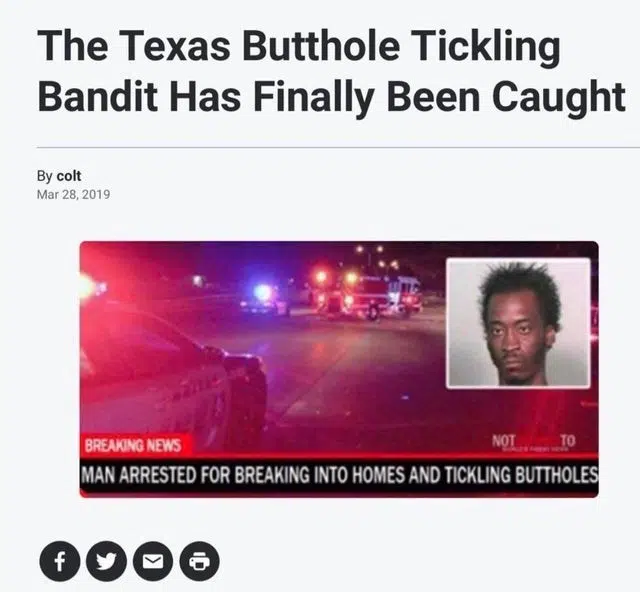 The Texas Butthole Tickling
Bandit Has Finally Been Caught
By colt
Mar 28, 2019
BREAKING NEWS
NOT TO
MAN ARRESTED FOR BREAKING INTO HOMES AND TICKLING BUTTHOLES